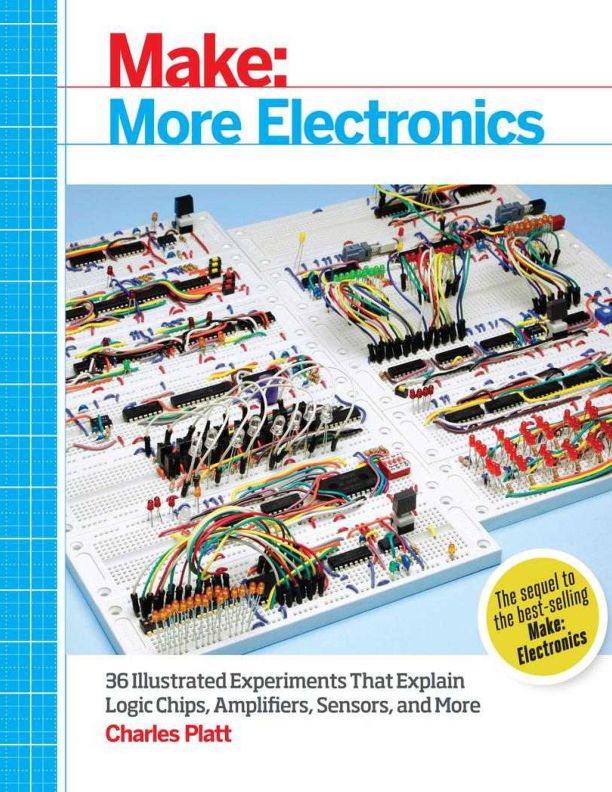 Make:
More Electronics
The sequel to
the best-selling
Make:
Electronics
36 Illustrated Experiments That Explain
Logic Chips, Amplifiers, Sensors, and More
Charles Platt